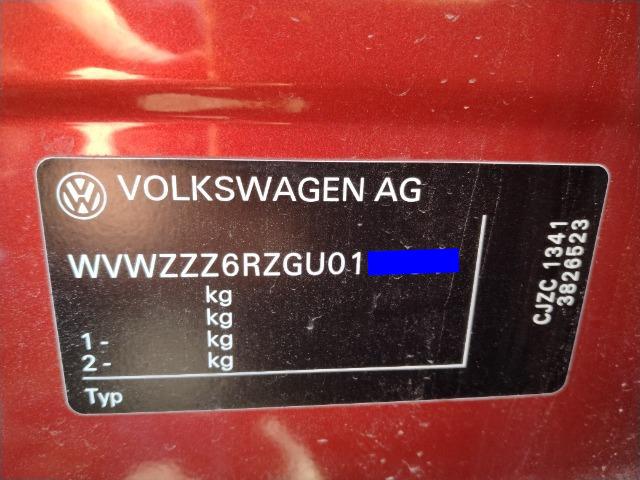 VOLKSWAGEN AG
WVWZZZ6RZGU01
kg
kg
1- kg
2- kg
Typ
CJZC 1341
3826523